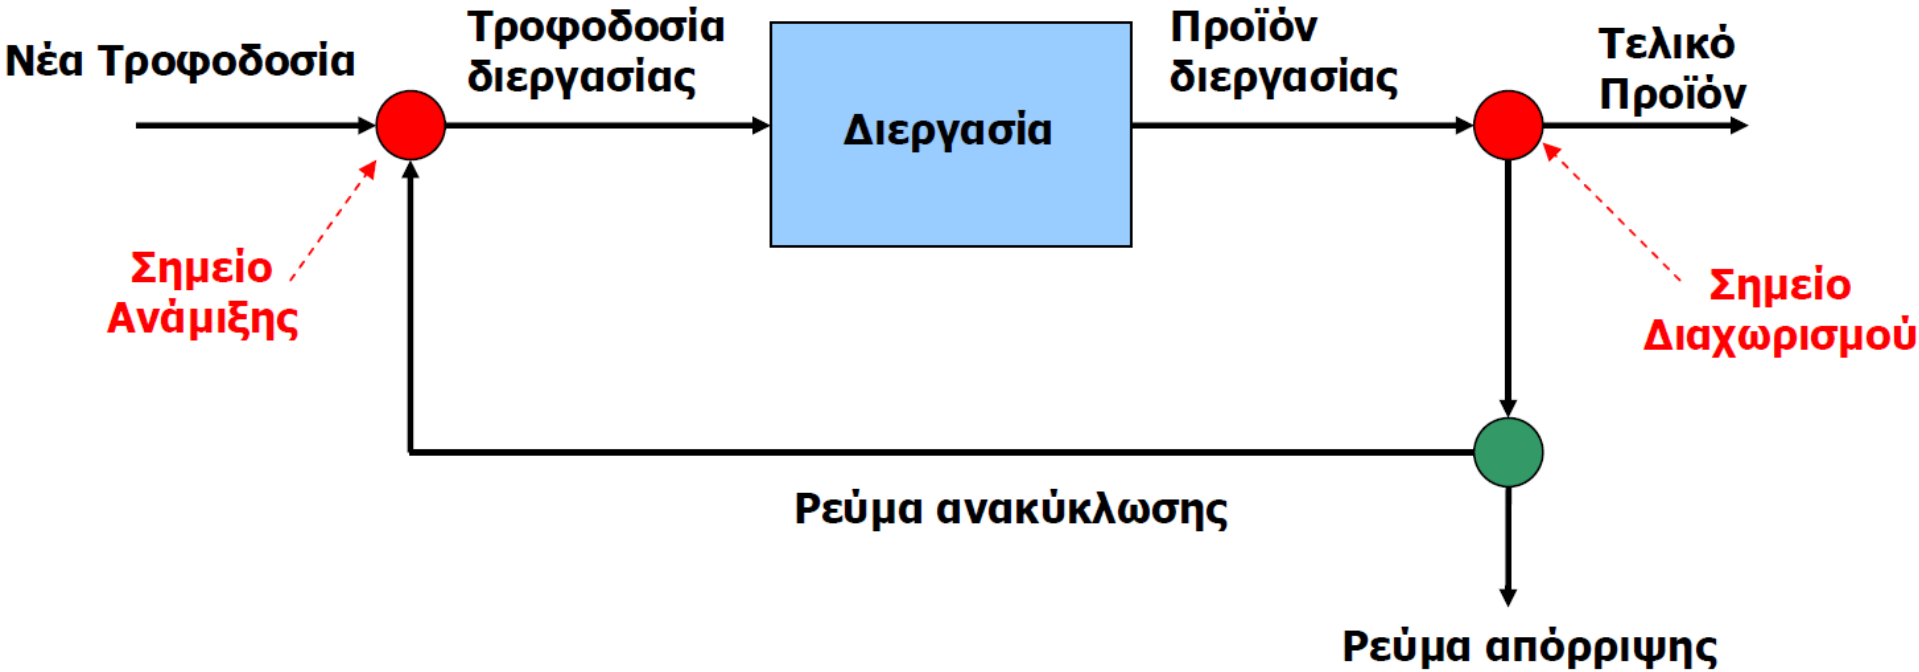 Νέα Τροφοδοσία
Τροφοδοσία
διεργασίας
Διεργασία
Προϊόν
διεργασίας
Τελικό
Προϊόν
Σημείο
Ανάμιξης
Σημείο
Διαχωρισμού
Ρεύμα ανακύκλωσης
Ρεύμα απόρριψης